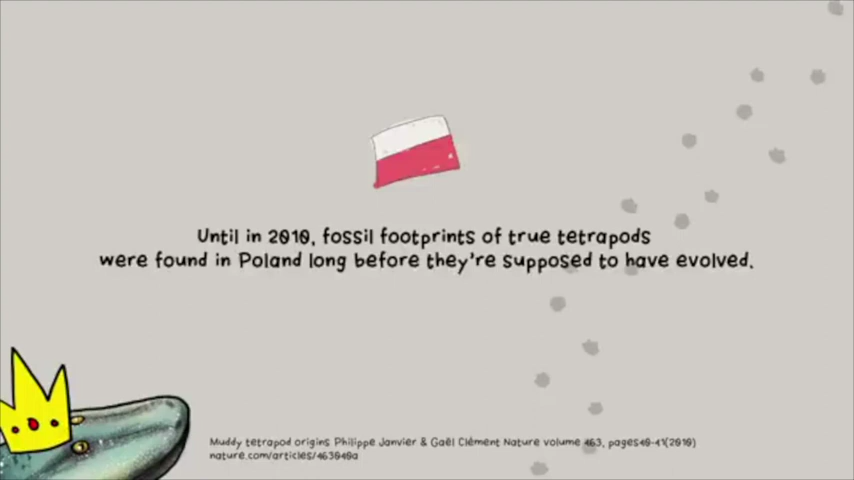 Until in 2010, fossil footprints of true tetrapods
were found in Poland long before they're supposed to have evolved.
Muddy tetrapod origins Philippe Janvier & Gaël Clément Nature volume 463, pages40-41(2010)
nature.com/articles/463040a